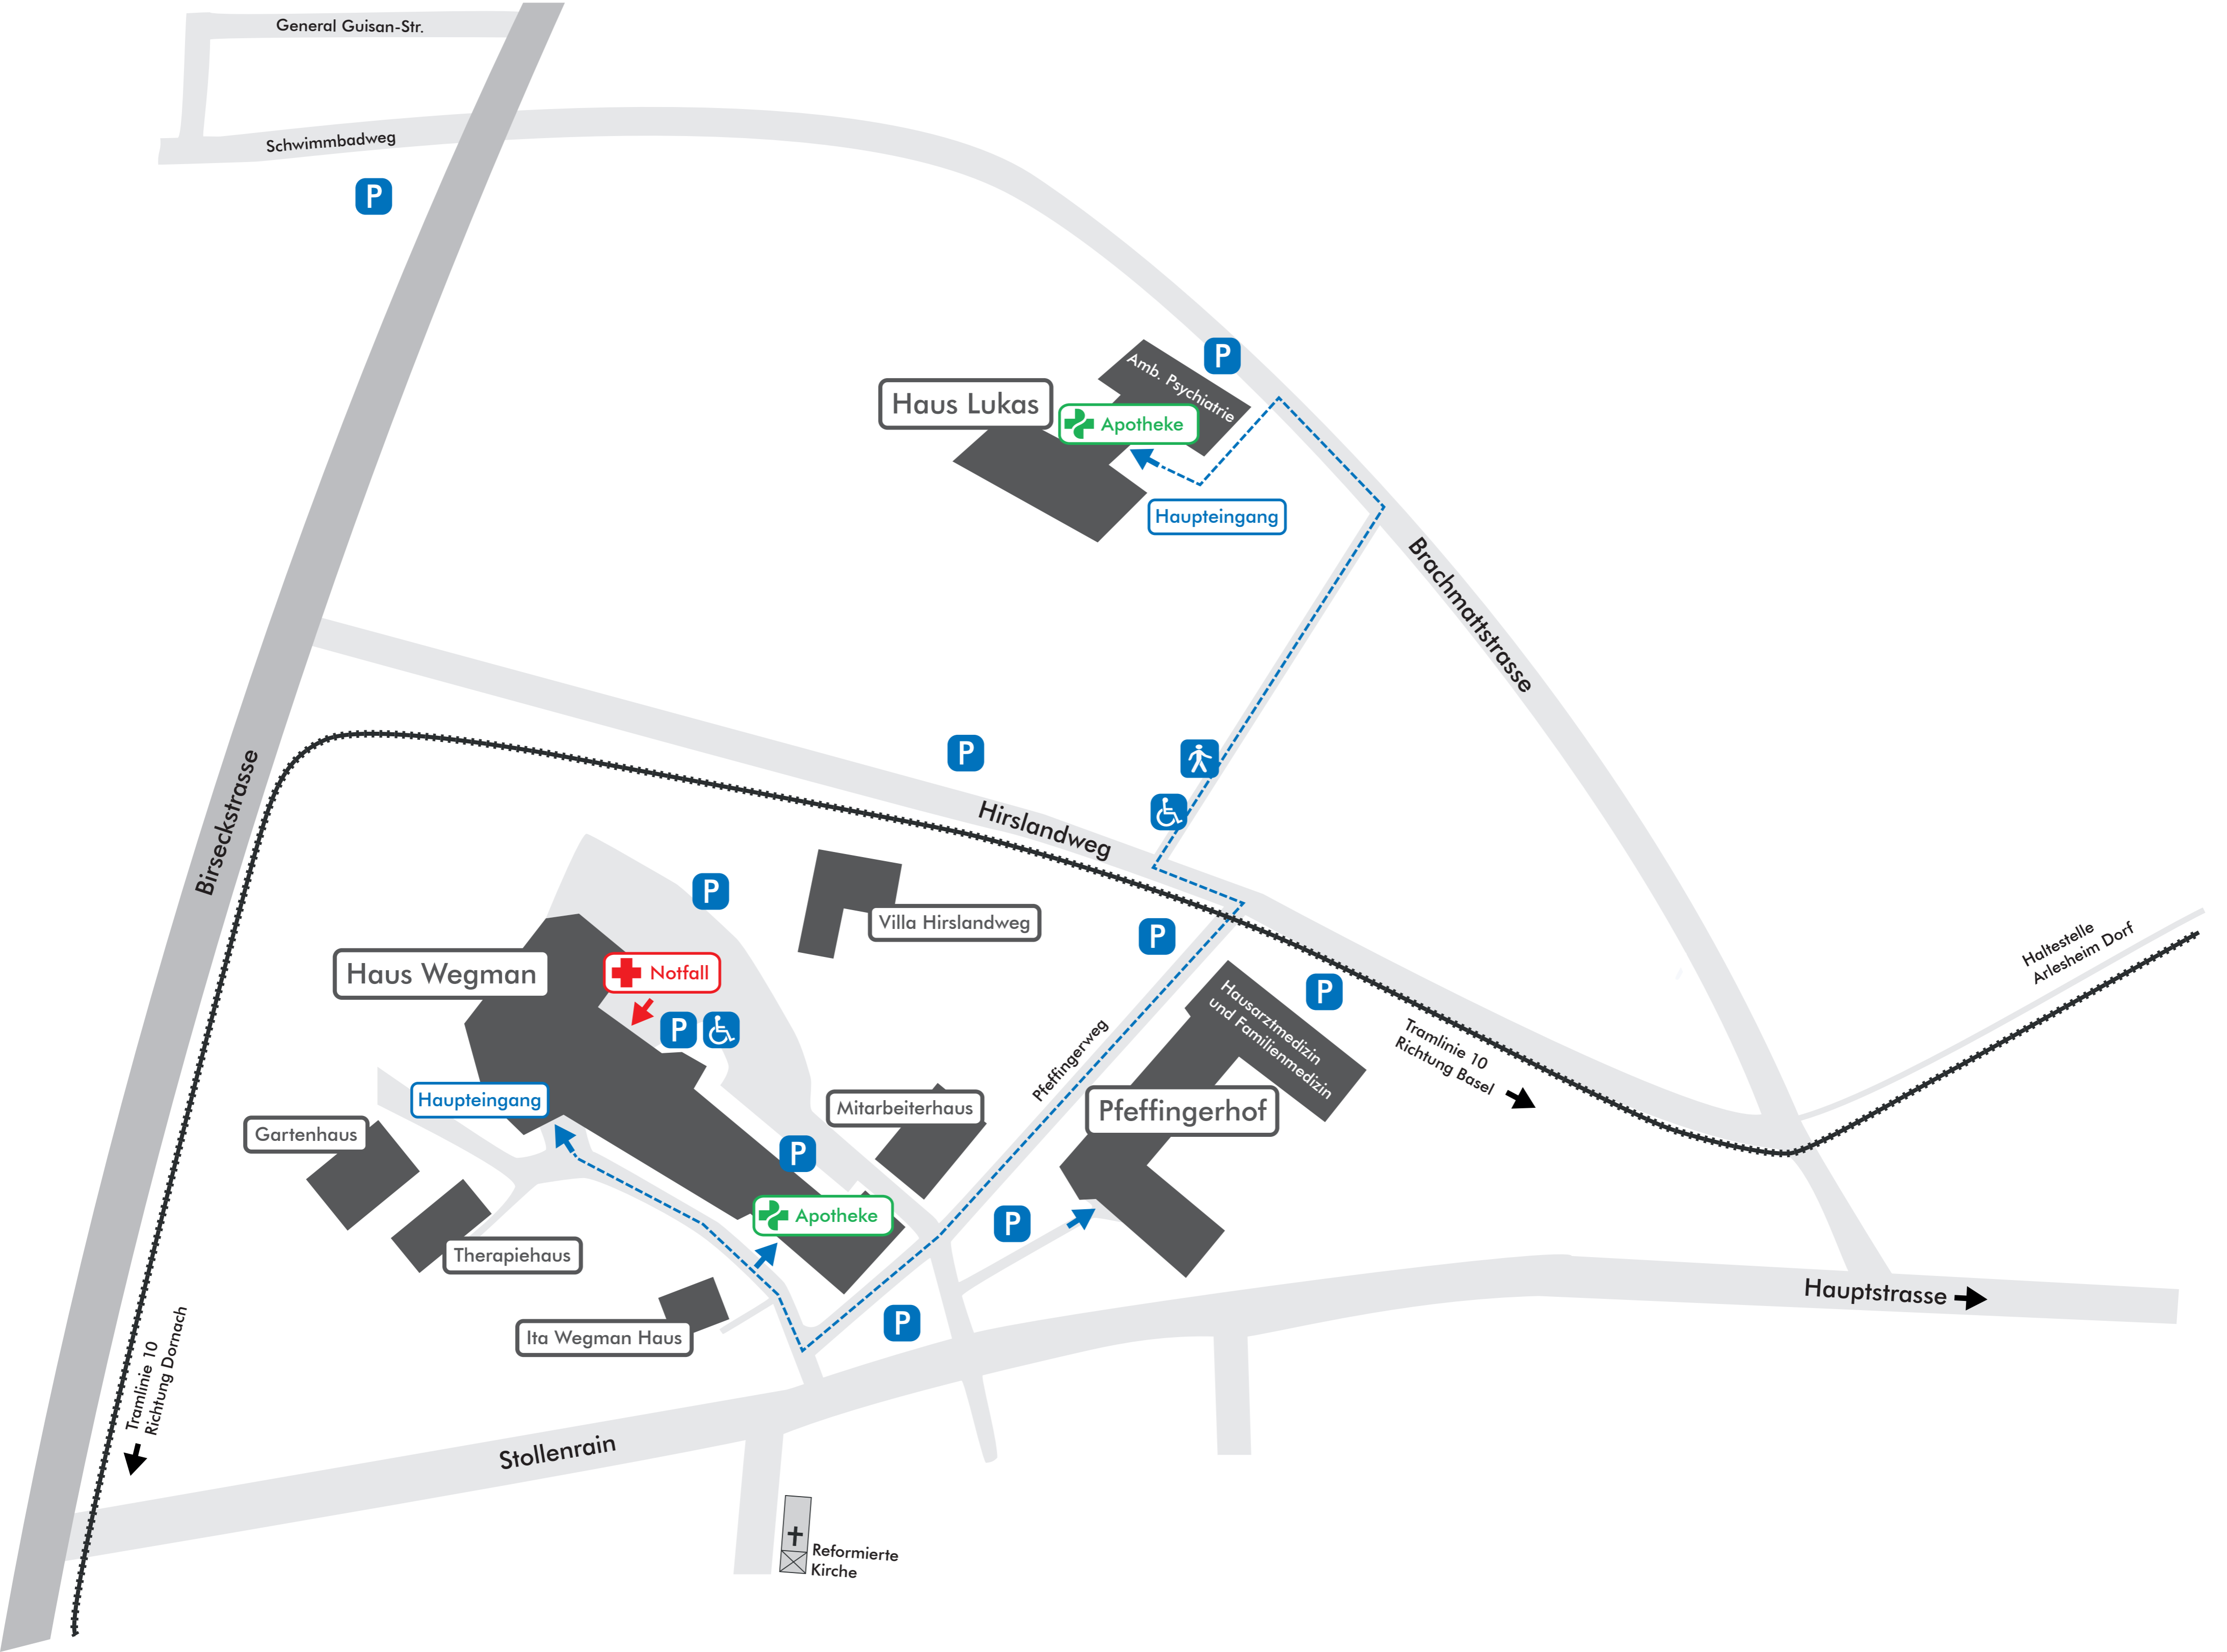 General Guisan-Str.
Schwimmbadweg
P
P
Amb. Psychiatrie
Haus Lukas
Apotheke
Haupteingang
Brachmattstrasse
P
Hirslandweg
Birseckstrasse
P
Villa Hirslandweg
P
Haltestelle
Arlesheim Dorf
Haus Wegman
Notfall
P
P
Hausarztmedizin
und Familienmedizin
Tramlinie 10
Richtung Basel
Pfeffingerweg
Haupteingang
Mitarbeiterhaus
Pfeffingerhof
Gartenhaus
P
Apotheke
P
Therapiehaus
Hauptstrasse
P
Ita Wegman Haus
Tramlinie 10
Richtung Dornach
Stollenrain
Reformierte
Kirche